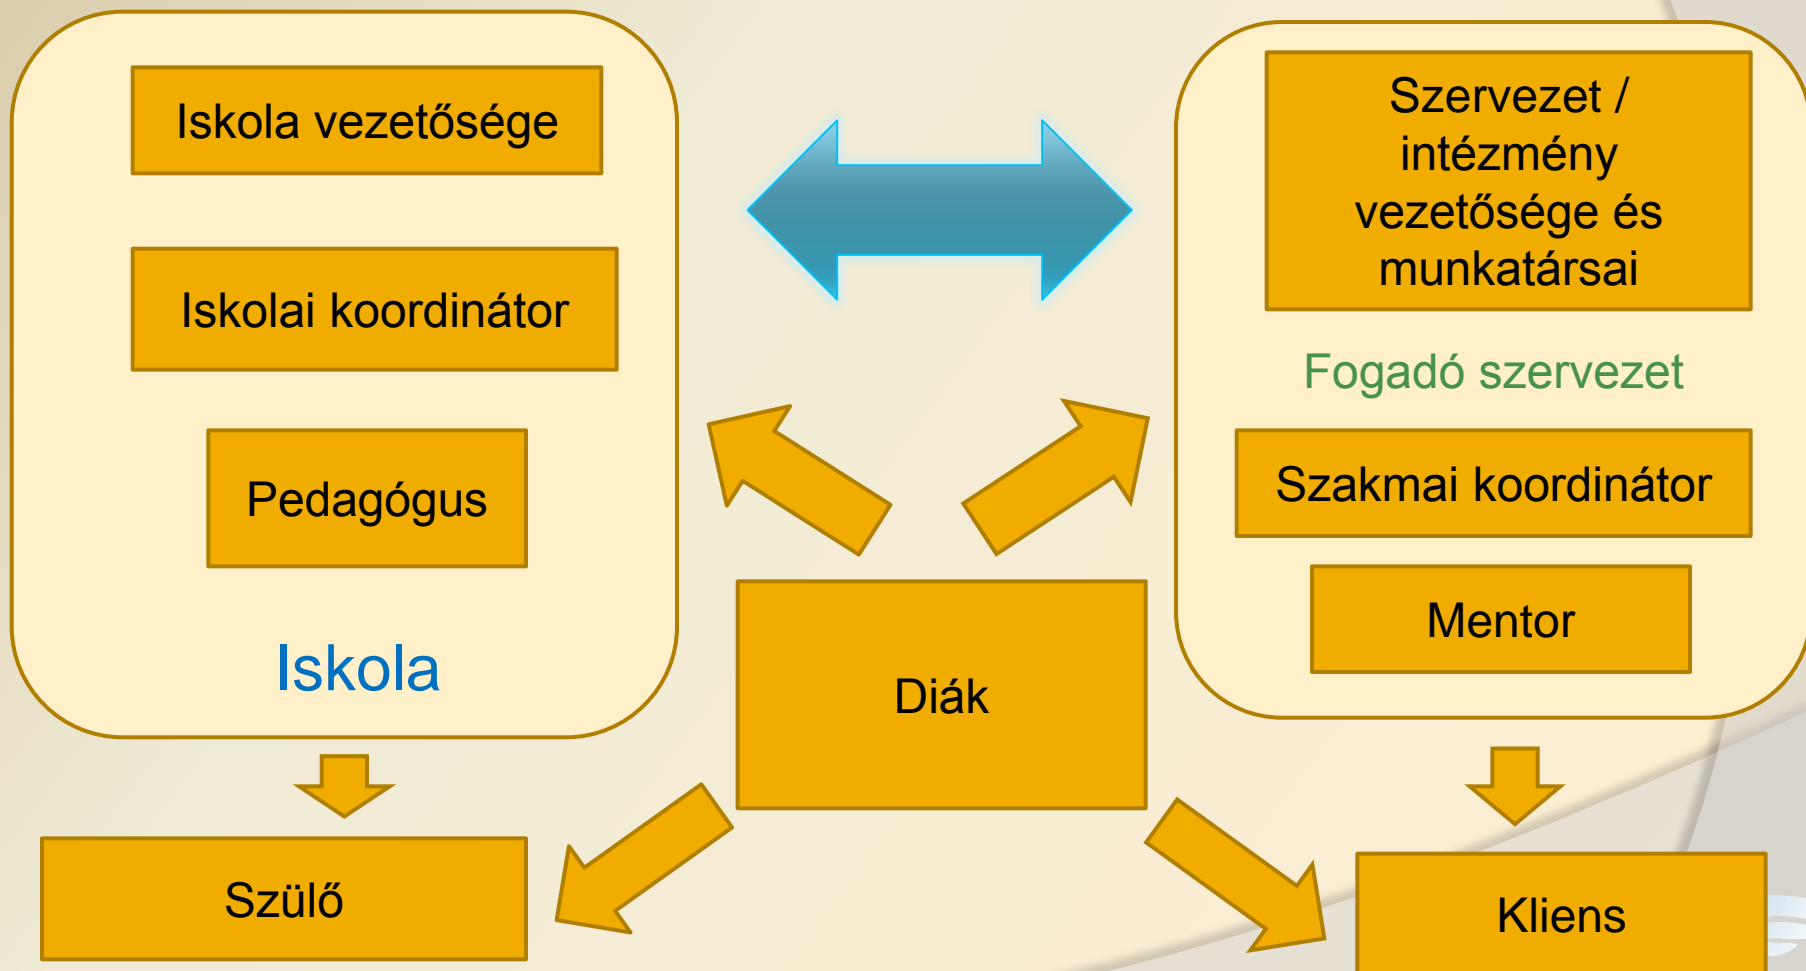 Iskola vezetősége
Iskolai koordinátor
Pedagógus
Iskola
Szervezet /
intézmény
vezetősége és
munkatársai
Fogadó szervezet
Szakmai koordinátor
Mentor
Diák
Szülő
Kliens